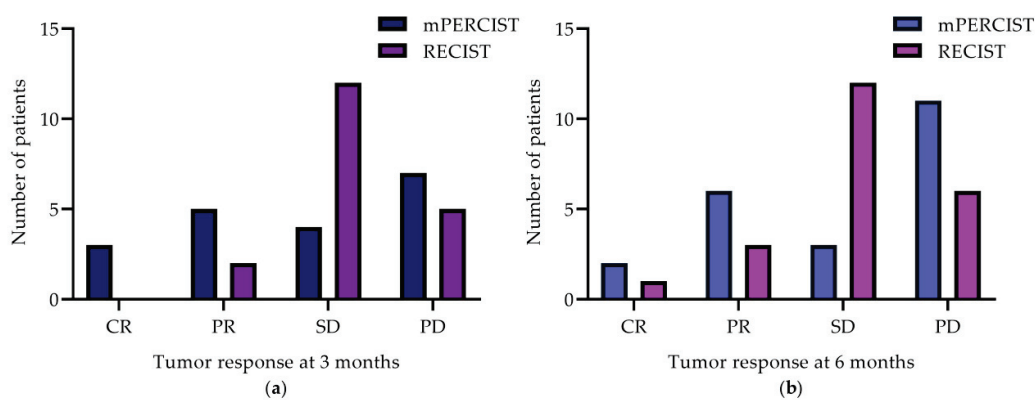 15
10
5
0
Number of patients
mPERCIST
RECIST
CR PR SD PD
Tumor response at 3 months
(a)
15
10
5
0
Number of patients
mPERCIST
RECIST
CR PR SD PD
Tumor response at 6 months
(b)